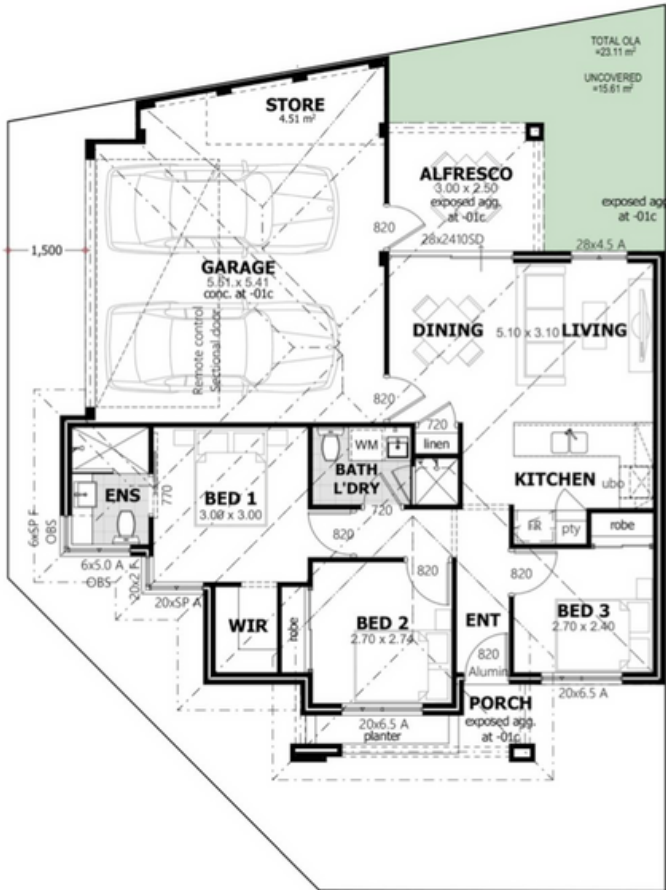 TOTAL OLA
=23.11 m²
UNCOVERED
=15.61 m²
STORE
4.51 m²
ALFRESCO
3.00 x 2.50
exposed agg.
at -01c
exposed agg
at -01c
820
28x2410SD
28x4.5 A
1,500
GARAGE
5.61 x 5.41
conc. at -01c
Remote control
Sectional door
DINING
5.10 x 3.10
LIVING
820
720
linen
WM
BATH
L'DRY
KITCHEN
ubo
ENS
770
BED 1
3.00 x 3.00
720
FR
pty
robe
6xSP F
OBS
6x5.0 A
OBS
20x2 F
20xSP A
820
820
820
WIR
robe
BED 2
2.70 x 2.74
ENT
BED 3
2.70 x 2.40
820
Alumin
20x6.5 A
planter
PORCH
exposed agg.
at -01c
20x6.5 A